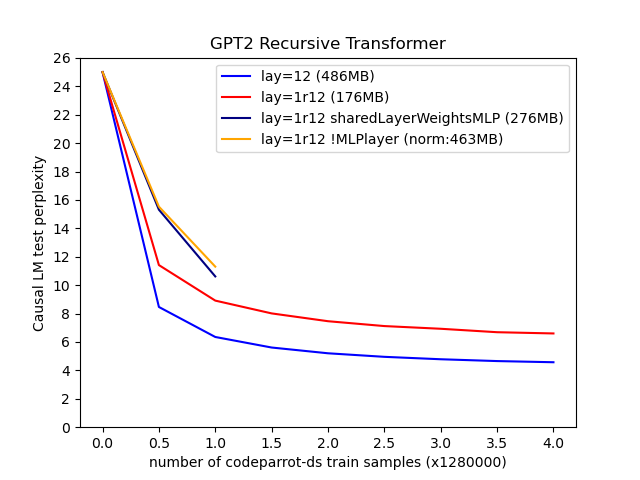 GPT2 Recursive Transformer
lay=12 (486MB)
lay=1r12 (176MB)
lay=1r12 sharedLayerWeightsMLP (276MB)
lay=1r12 !MLPlayer (norm:463MB)
Causal LM test perplexity
26
24
22
20
18
16
14
12
10
8
6
4
2
0
0.0 0.5 1.0 1.5 2.0 2.5 3.0 3.5 4.0
number of codeparrot-ds train samples (x1280000)